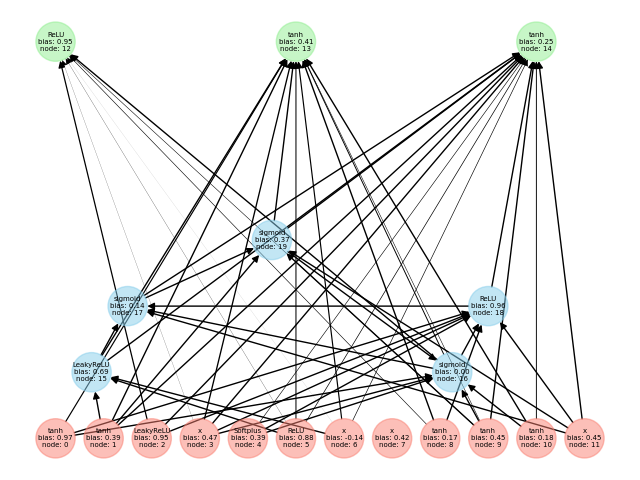 ReLU
bias: 0.95
node: 12
tanh
bias: 0.41
node: 13
tanh
bias: 0.25
node: 14
sigmoid
bias: 0.37
node: 19
sigmoid
bias: 0.14
node: 17
ReLU
bias: 0.96
node: 18
LeakyReLU
bias: 0.69
node: 15
sigmoid
bias: 0.00
node: 16
tanh
bias: 0.97
node: 0
tanh
bias: 0.39
node: 1
LeakyReLU
bias: 0.95
node: 2
x
bias: 0.47
node: 3
Softplus
bias: 0.39
node: 4
ReLU
bias: 0.88
node: 5
x
bias: -0.14
node: 6
x
bias: 0.42
node: 7
tanh
bias: 0.17
node: 8
tanh
bias: 0.45
node: 9
tanh
bias: 0.18
node: 10
x
bias: 0.45
node: 11